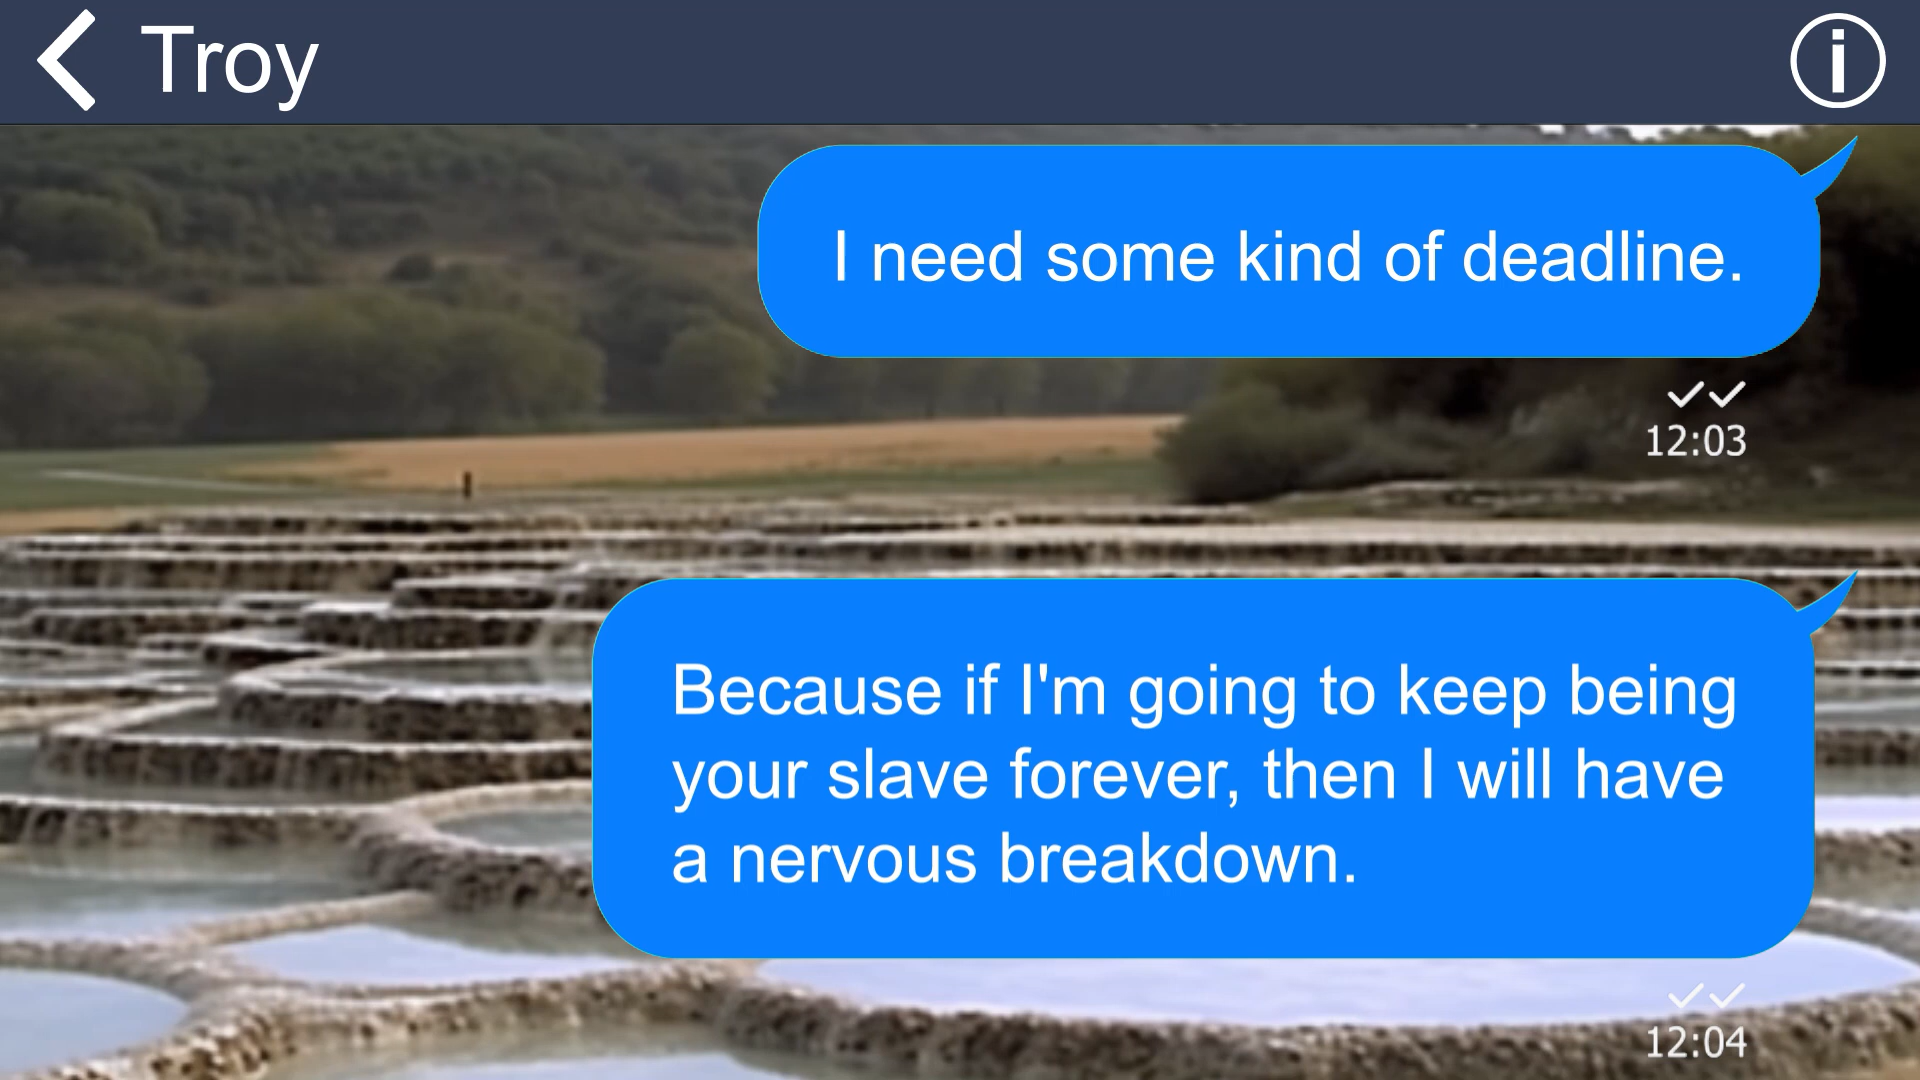 Troy
I need some kind of deadline.
12:03
Because if I'm going to keep being
your slave forever, then I will have
a nervous breakdown.
12:04